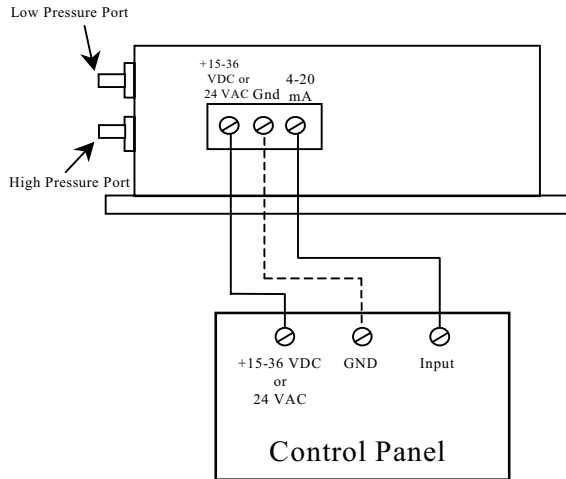 Low Pressure Port
High Pressure Port
+15-36
VDC or
24 VAC
Gnd
4-20
mA
+15-36 VDC
or
24 VAC
GND
Input
Control Panel